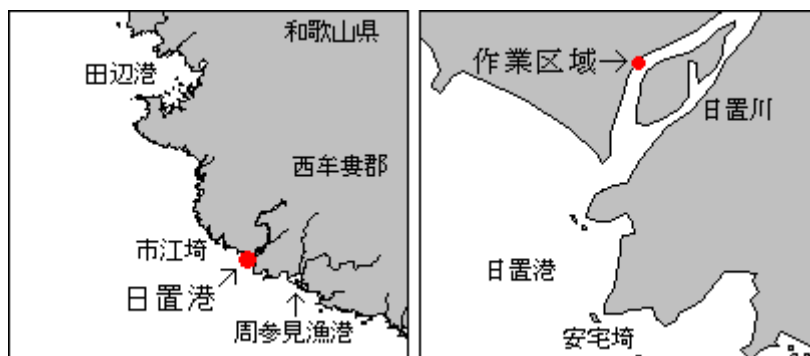 和歌山県
田辺港
西牟婁郡
市江埼
日置港
周参見漁港
作業区域→
日置川
日置港
安宅埼